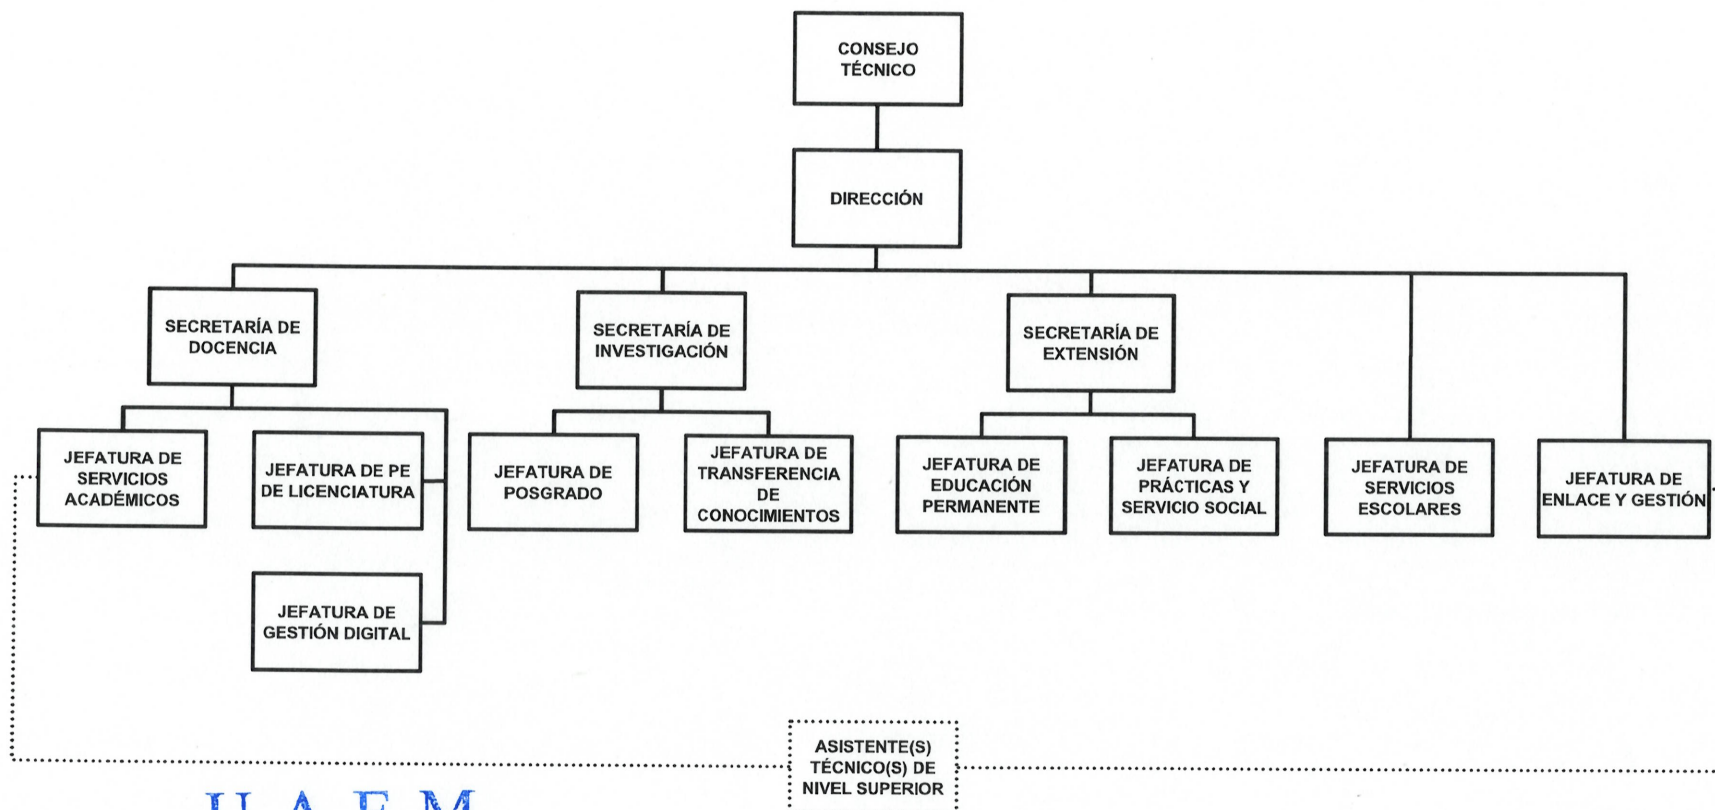 CONSEJO
TÉCNICO
DIRECCIÓN
SECRETARÍA DE
DOCENCIA
SECRETARÍA DE
INVESTIGACIÓN
SECRETARÍA DE
EXTENSIÓN
JEFATURA DE
SERVICIOS
ACADÉMICOS
JEFATURA DE PE
DE LICENCIATURA
JEFATURA DE
POSGRADO
JEFATURA DE
TRANSFERENCIA
DE
CONOCIMIENTOS
JEFATURA DE
EDUCACIÓN
PERMANENTE
JEFATURA DE
PRÁCTICAS Y
SERVICIO SOCIAL
JEFATURA DE
SERVICIOS
ESCOLARES
JEFATURA DE
ENLACE Y GESTIÓN
JEFATURA DE
GESTIÓN DIGITAL
ASISTENTE(S)
TÉCNICO(S) DE
NIVEL SUPERIOR
U A E M